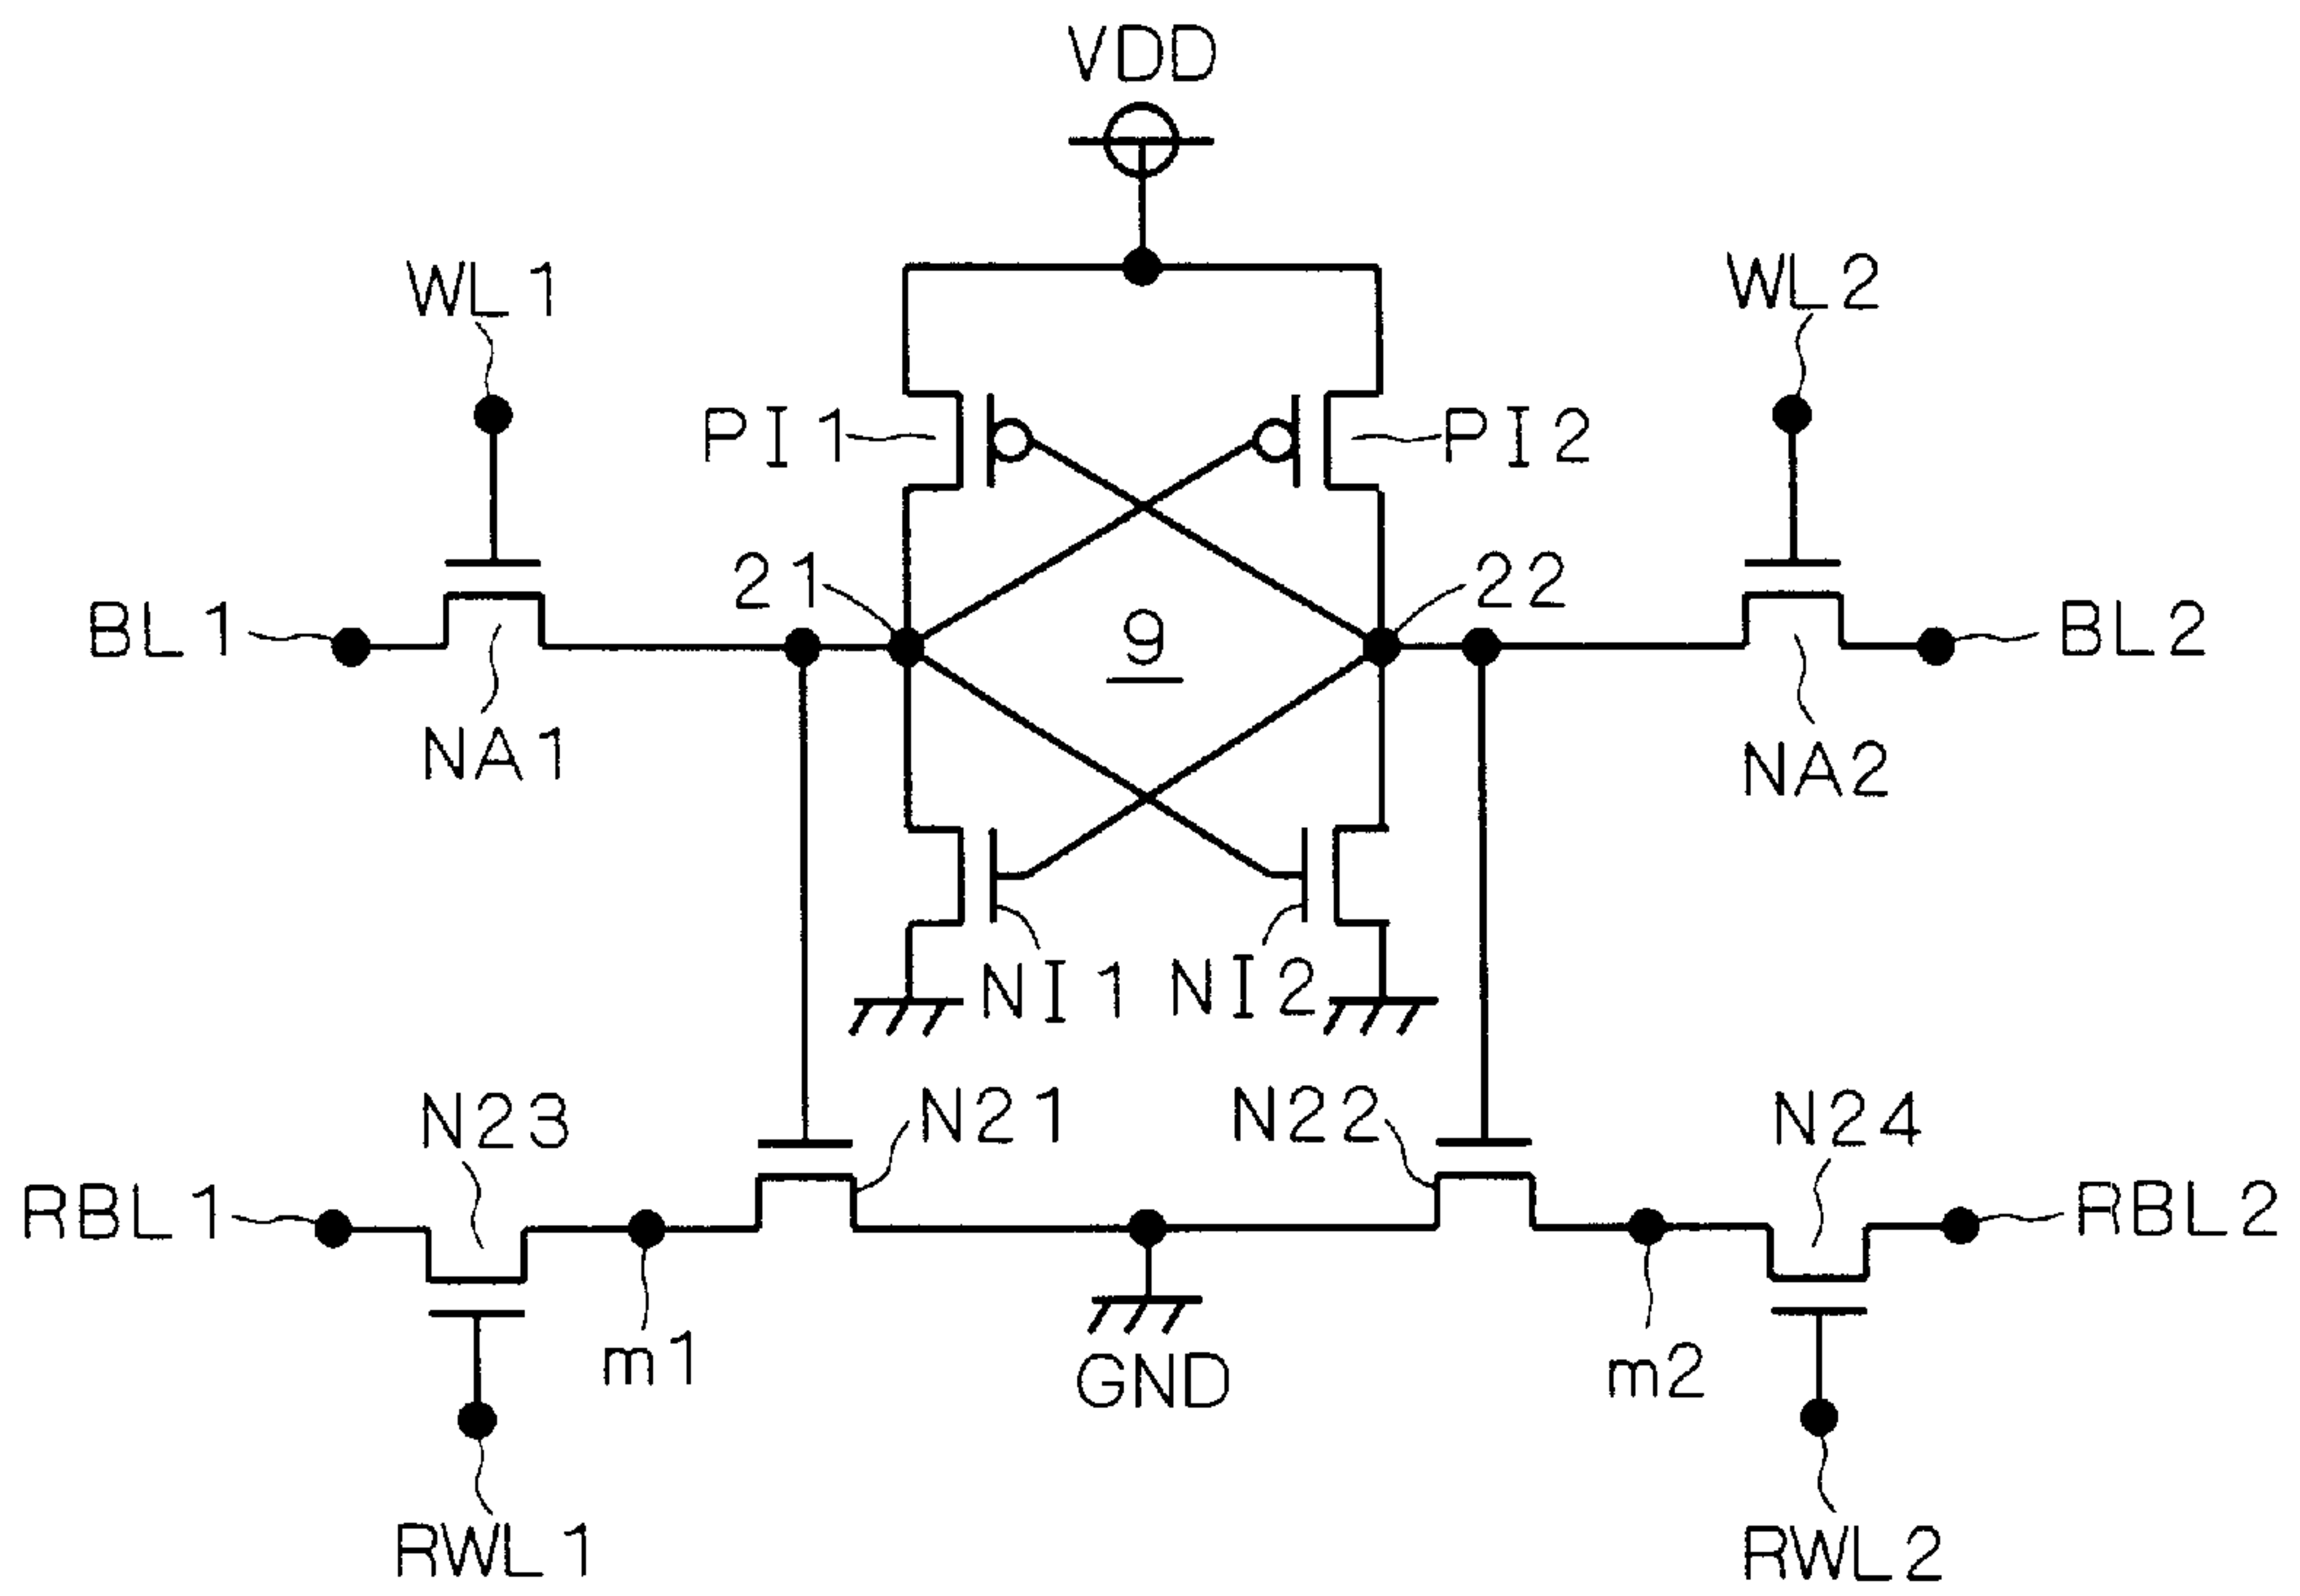 VDD
WL1
WL2
PI1
PI2
21
22
BL1
9
BL2
NA1
NA2
NI1
NI2
N23
N21
N22
N24
RBL1
RBL2
m1
GND
m2
RWL1
RWL2